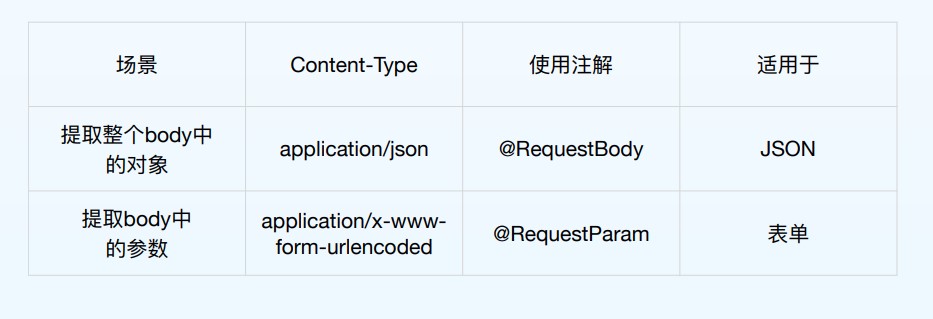 场景
Content-Type
使用注解
适用于
提取整个body中
的对象
application/json
@RequestBody
JSON
提取body中
的参数
application/x-www-
form-urlencoded
@RequestParam
表单